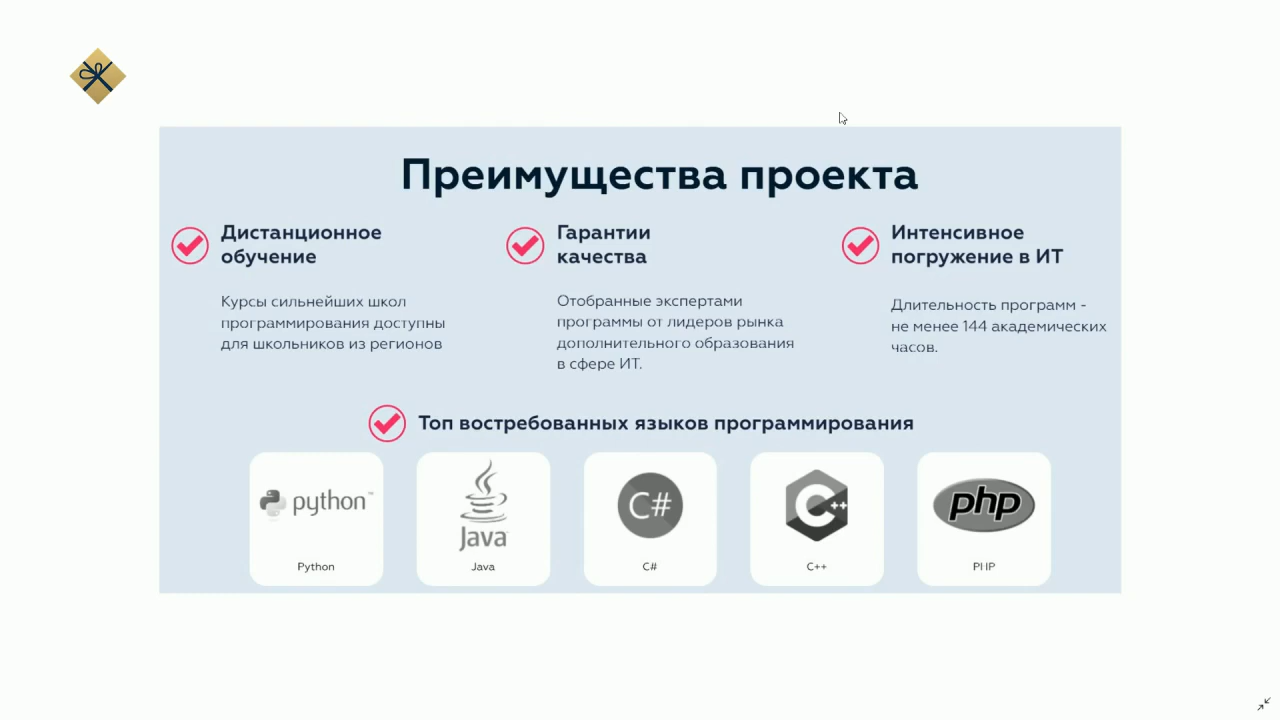 Преимущества проекта
Дистанционное
обучение
Курсы сильнейших школ
программирования доступны
для школьников из регионов
Гарантии
качества
Отобранные экспертами
программы от лидеров рынка
дополнительного образования
в сфере ИТ.
Интенсивное
погружение в ИТ
Длительность программ -
не менее 144 академических
часов.
Топ востребованных языков программирования
python™
Python
Java
Java
C#
C#
C++
C++
php
PHP